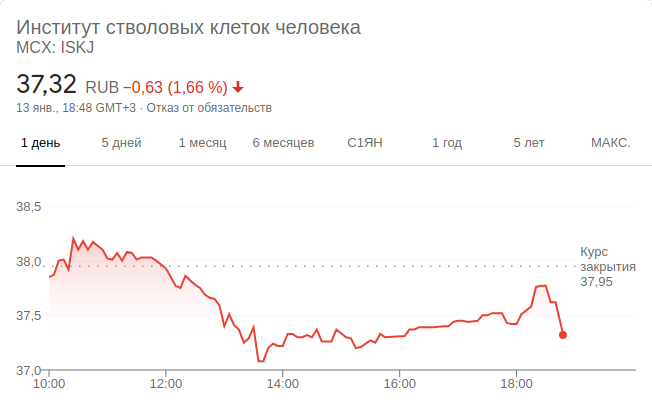 Институт стволовых клеток человека
MCX: ISKJ
37,32 RUB −0,63 (1,66 %)
13 янв., 18:48 GMT+3 · Отказ от обязательств
1 день 5 дней 1 месяц 6 месяцев С1ЯН 1 год 5 лет МАКС.
38,5
38,0
37,5
37,0
Курс
закрытия
37,95
10:00 12:00 14:00 16:00 18:00